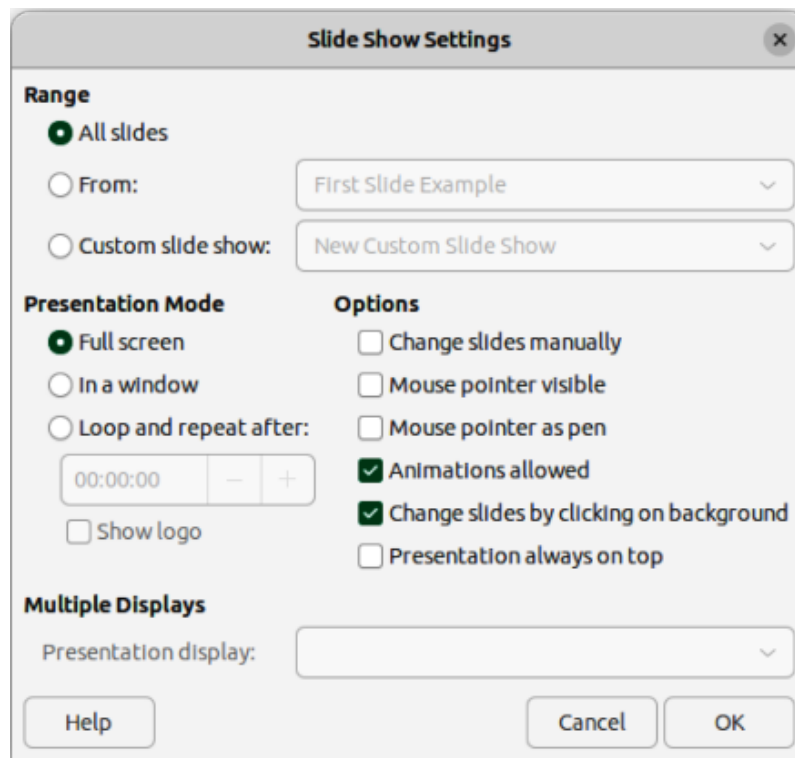 Slide Show Settings
Range
All slides
From:
First Slide Example
Custom slide show:
New Custom Slide Show
Presentation Mode
Full screen
In a window
Loop and repeat after:
00:00:00
Show logo
Options
Change slides manually
Mouse pointer visible
Mouse pointer as pen
Animations allowed
Change slides by clicking on background
Presentation always on top
Multiple Displays
Presentation display:
Help
Cancel
OK